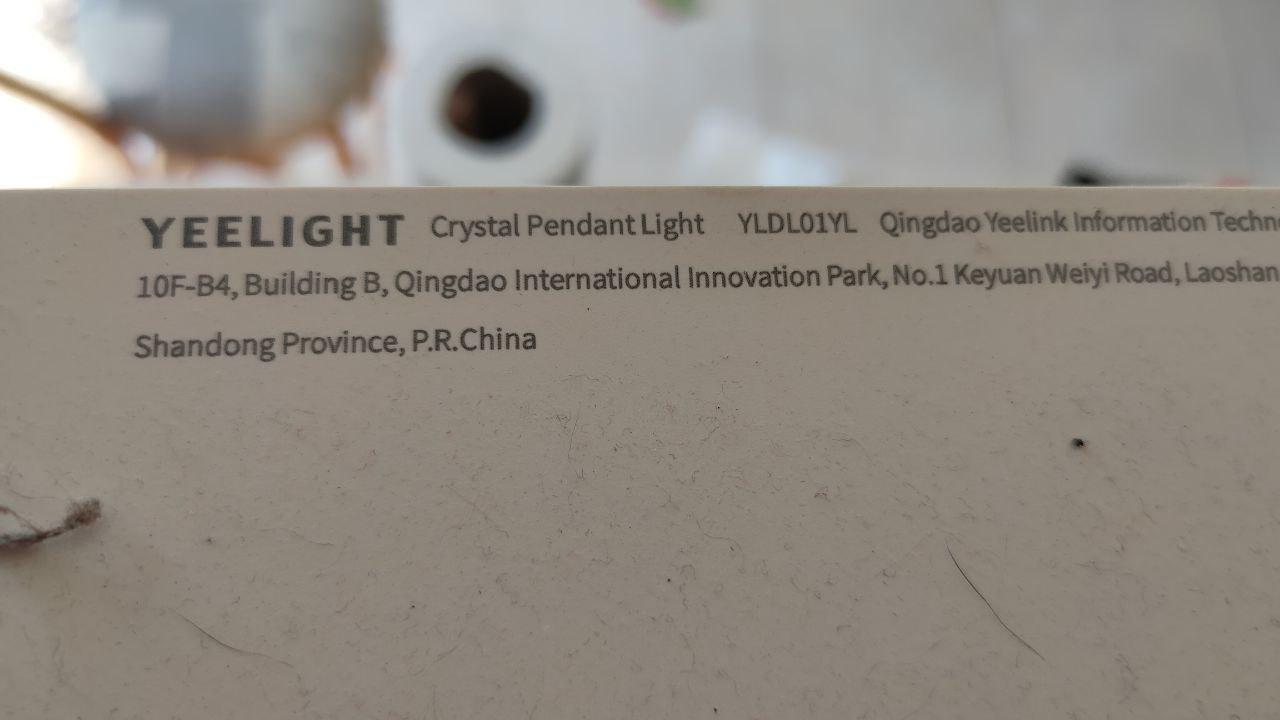 YEELIGHT Crystal Pendant Light YLDL01YL Qingdao Yeelink Information
10F-B4, Building B, Qingdao International Innovation Park, No.1 Keyuan Weiyi Road, Laoshan
Shandong Province, P.R.China